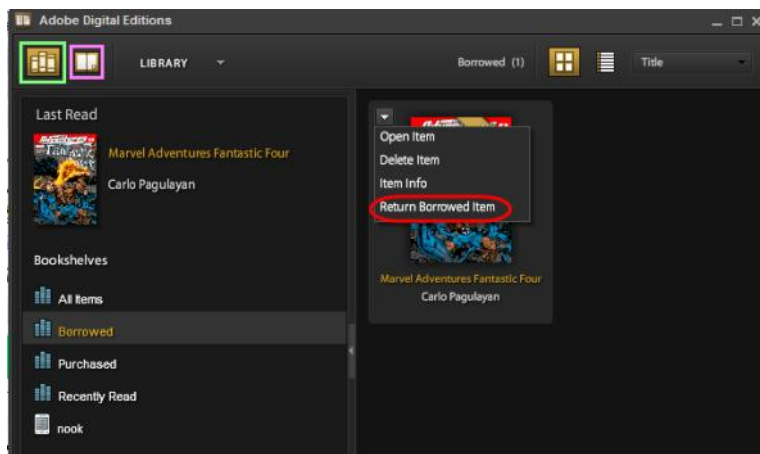 Adobe Digital Editions
LIBRARY
Borrowed (1)
Title
Last Read
Marvel Adventures Fantastic Four
Carlo Pagulayan
Bookshelves
All Items
Borrowed
Purchased
Recently Read
nook
Open Item
Delete Item
Item Info
Return Borrowed Item
Marvel Adventures Fantastic Four
Carlo Pagulayan